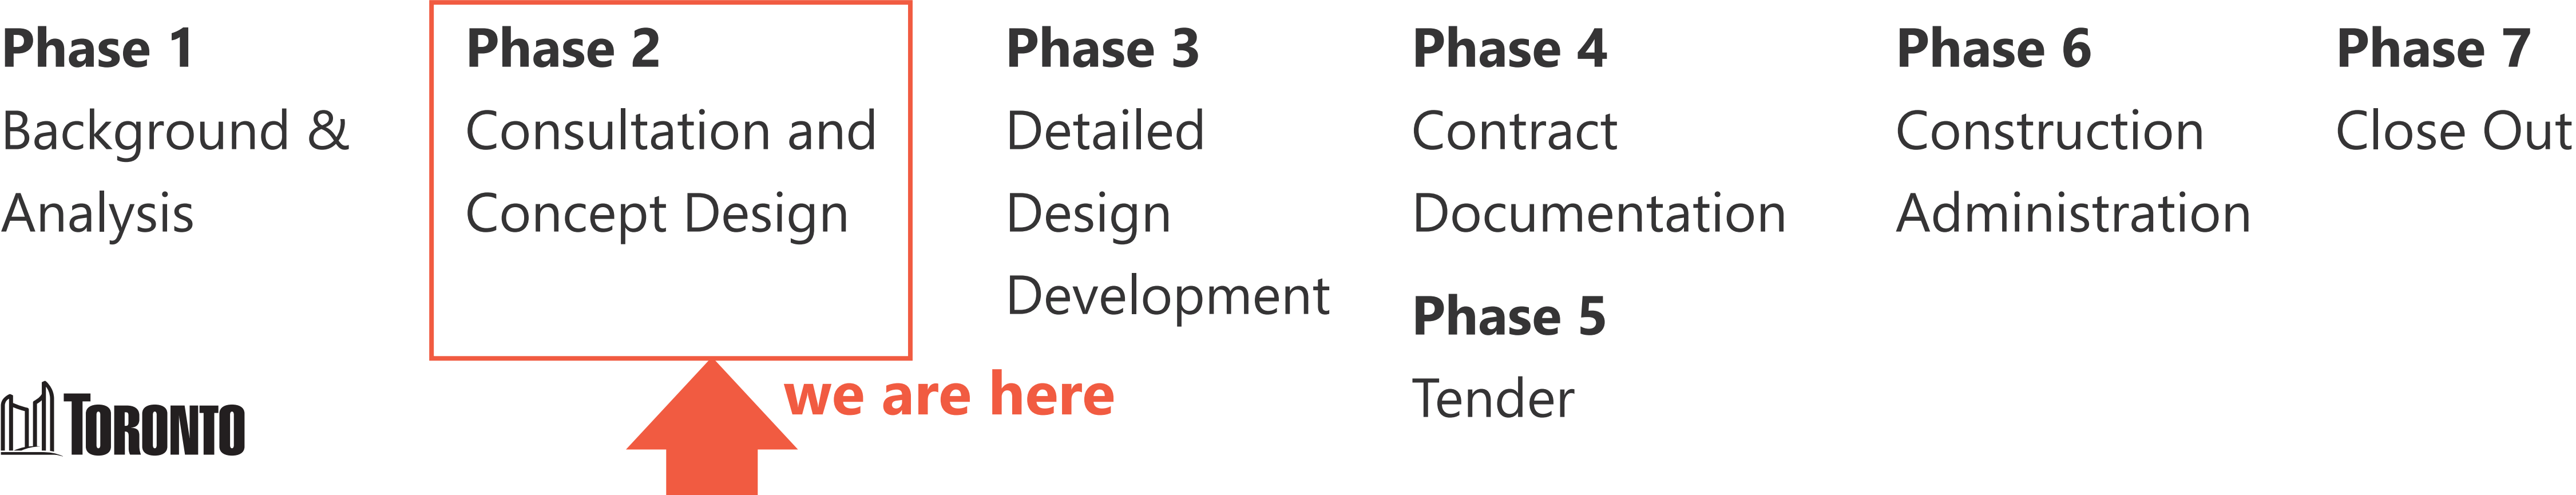 Phase 1
Background &
Analysis
Phase 2
Consultation and
Concept Design
we are here
Phase 3
Detailed
Design
Development
Phase 4
Contract
Documentation
Phase 5
Tender
Phase 6
Construction
Administration
Phase 7
Close Out
TORONTO